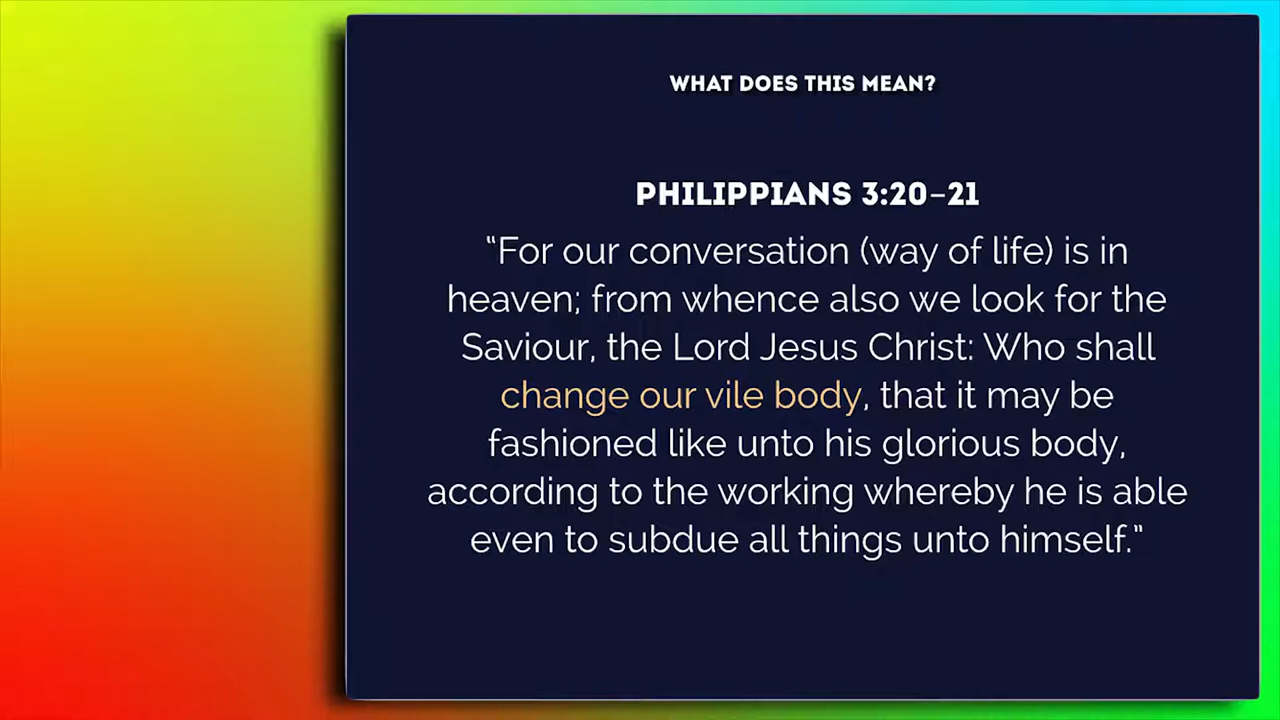 WHAT DOES THIS MEAN?
PHILIPPIANS 3:20–21
“For our conversation (way of life) is in
heaven; from whence also we look for the
Saviour, the Lord Jesus Christ: Who shall
change our vile body, that it may be
fashioned like unto his glorious body,
according to the working whereby he is able
even to subdue all things unto himself.”